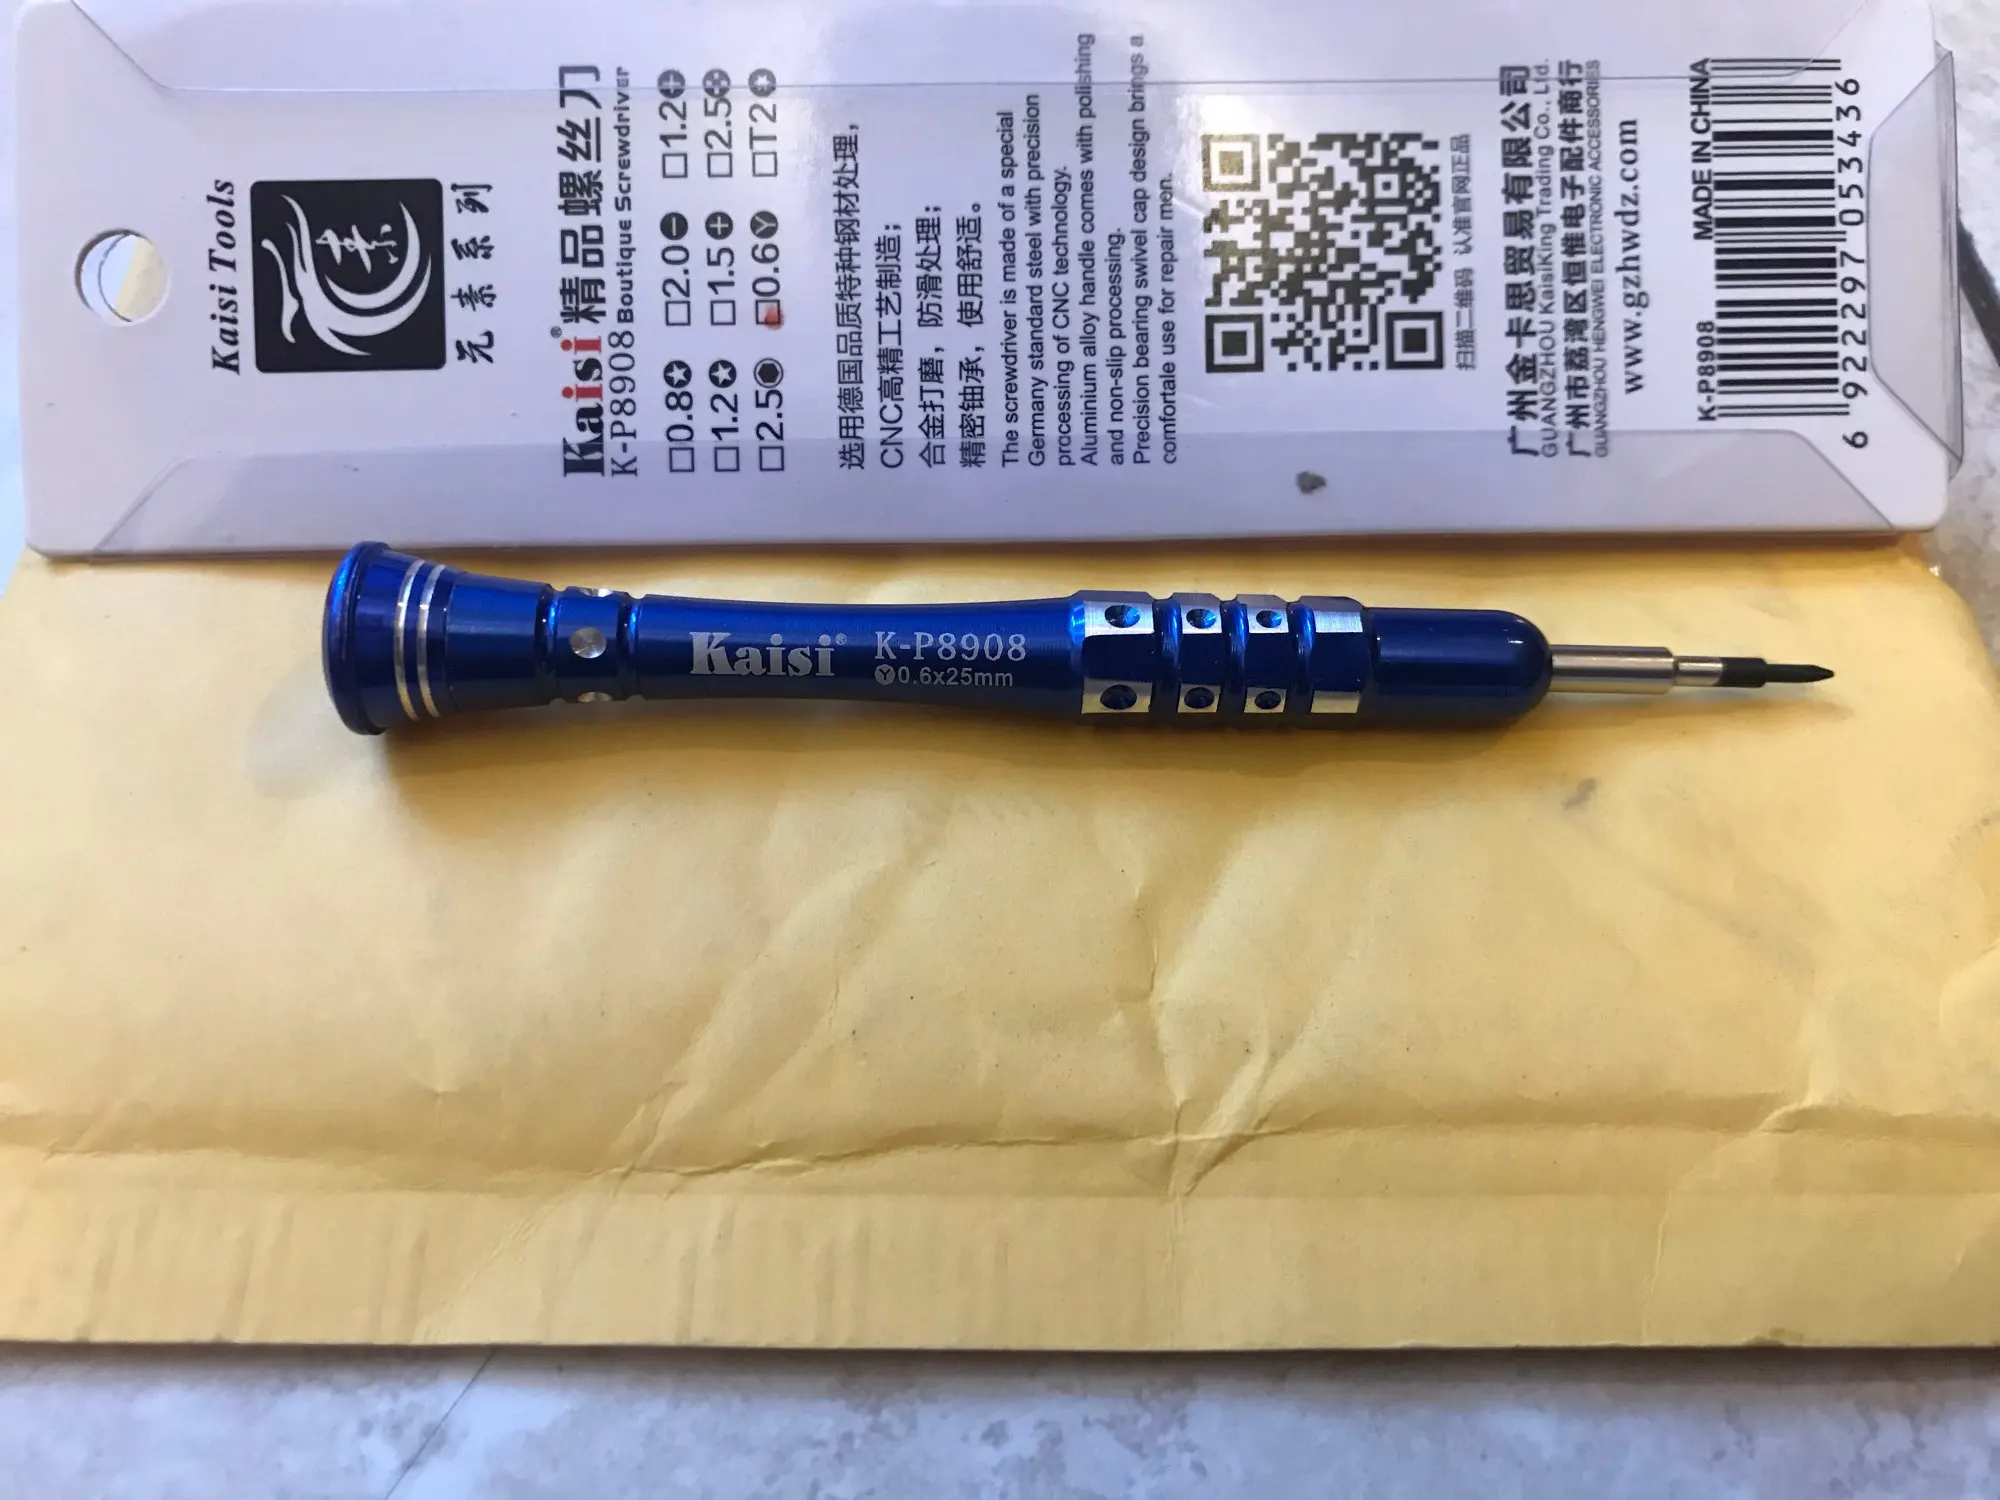 Kaisi Tools
素
元素系列
Kaisi® 精品螺丝刀
K-P8908 Boutique Screwdriver
□0.8 □2.0 □1.2
□1.2 □1.5 □2.5
□2.5 □0.6 □T2
选用德国品质特种钢材处理，
CNC高精工艺制造；
合金打磨，防滑处理；
精密铀承，使用舒适。
The screwdriver is made of a special
Germany standard steel with precision
processing of CNC technology.
Aluminium alloy handle comes with polishing
and non-slip processing.
Precision bearing swivel cap design brings a
comfortale use for repair men.
扫描二维码 认准官网正品
广州金卡思贸易有限公司
GUANGZHOU KaisiKing Trading Co., Ltd.
广州市荔湾区恒惟电子配件商行
GUANGZHOU HENGWEI ELECTRONIC ACCESSORIES
www.gzhwdz.com
K-P8908 MADE IN CHINA
6 922297 053436
Kaisi® K-P8908
Y 0.6x25mm